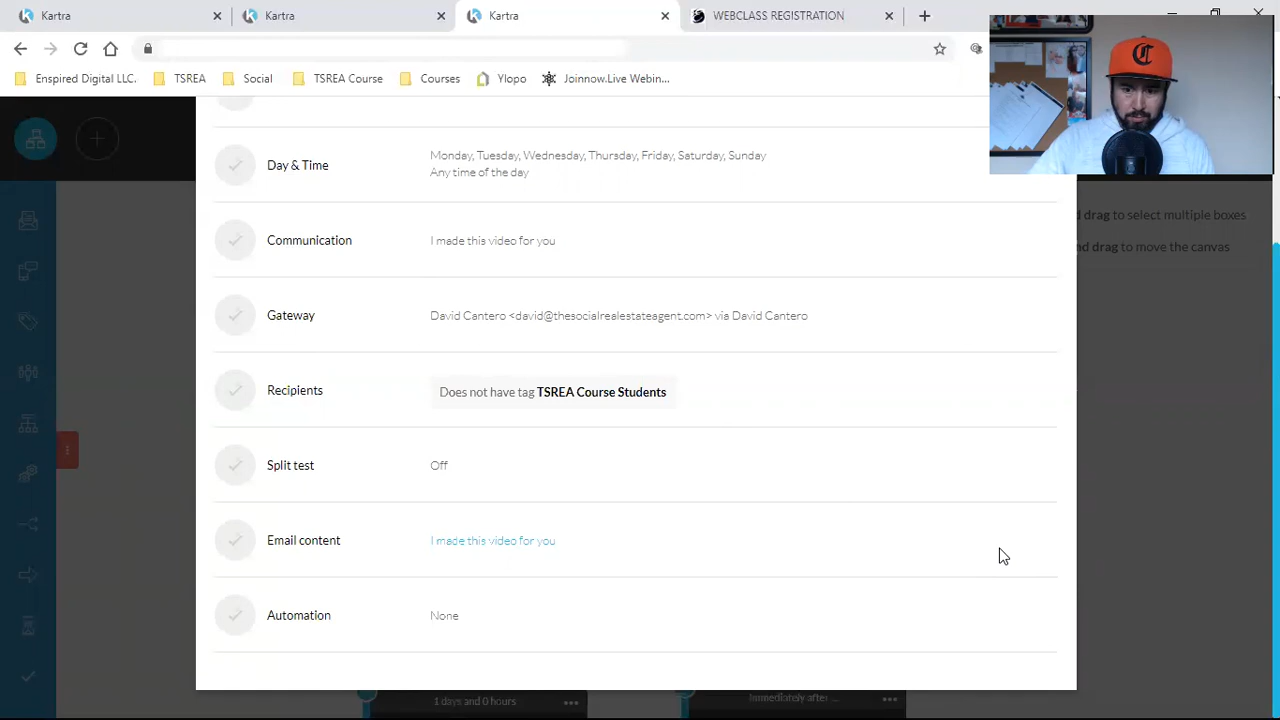 Kartra
Kartra
Kartra
WEBCLASS REGISTRATION
Enspired Digital LLC.
TSREA
Social
TSREA Course
Courses
Ylopo
Joinnow.Live Webin...
Day & Time
Monday, Tuesday, Wednesday, Thursday, Friday, Saturday, Sunday
Any time of the day
d drag to select multiple boxes
Communication
I made this video for you
nd drag to move the canvas
Gateway
David Cantero <david@thesocialrealestateagent.com> via David Cantero
Recipients
Does not have tag TSREA Course Students
Split test
Off
Email content
I made this video for you
Automation
None
1 days and 0 hours
Immediately after ...